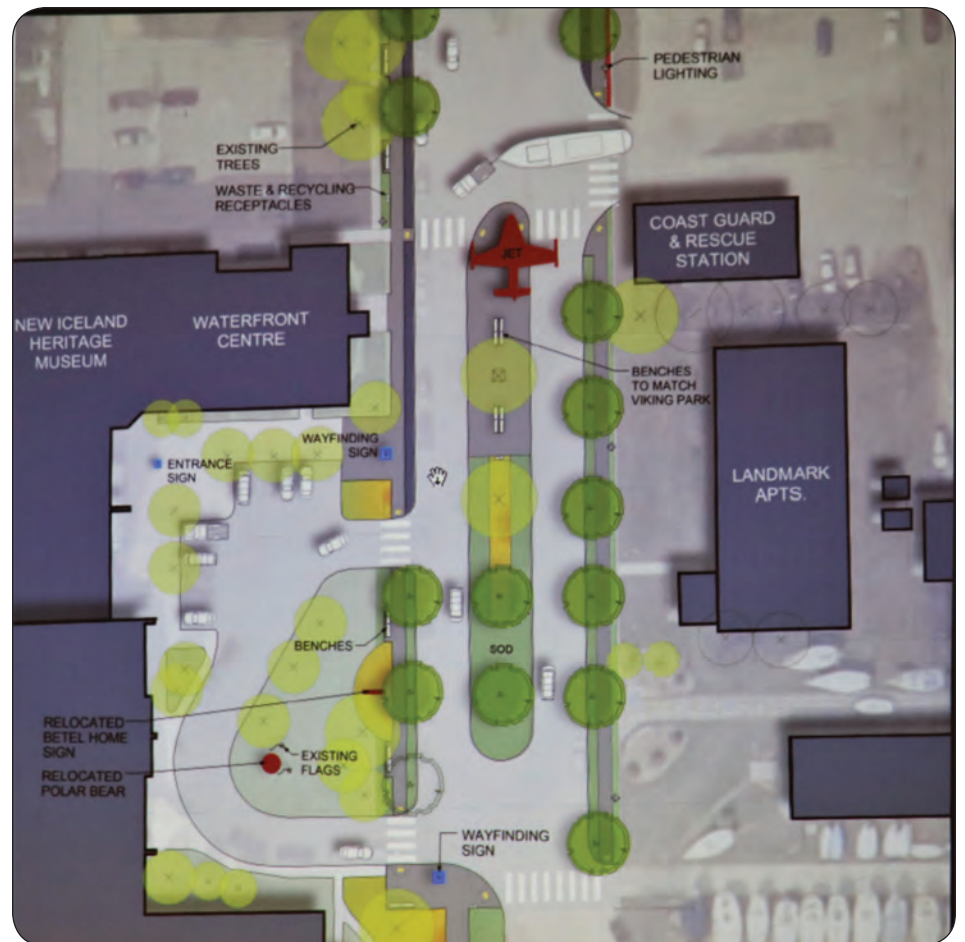 PEDESTRIAN
LIGHTING
EXISTING
TREES
WASTE & RECYCLING
RECEPTACLES
COAST GUARD
& RESCUE
STATION
JET
NEW ICELAND
HERITAGE
MUSEUM
WATERFRONT
CENTRE
BENCHES
TO MATCH
VIKING PARK
WAYFINDING
SIGN
ENTRANCE
SIGN
LANDMARK
APTS.
BENCHES
SOD
RELOCATED
BETEL HOME
SIGN
EXISTING
FLAGS
RELOCATED
POLAR BEAR
WAYFINDING
SIGN